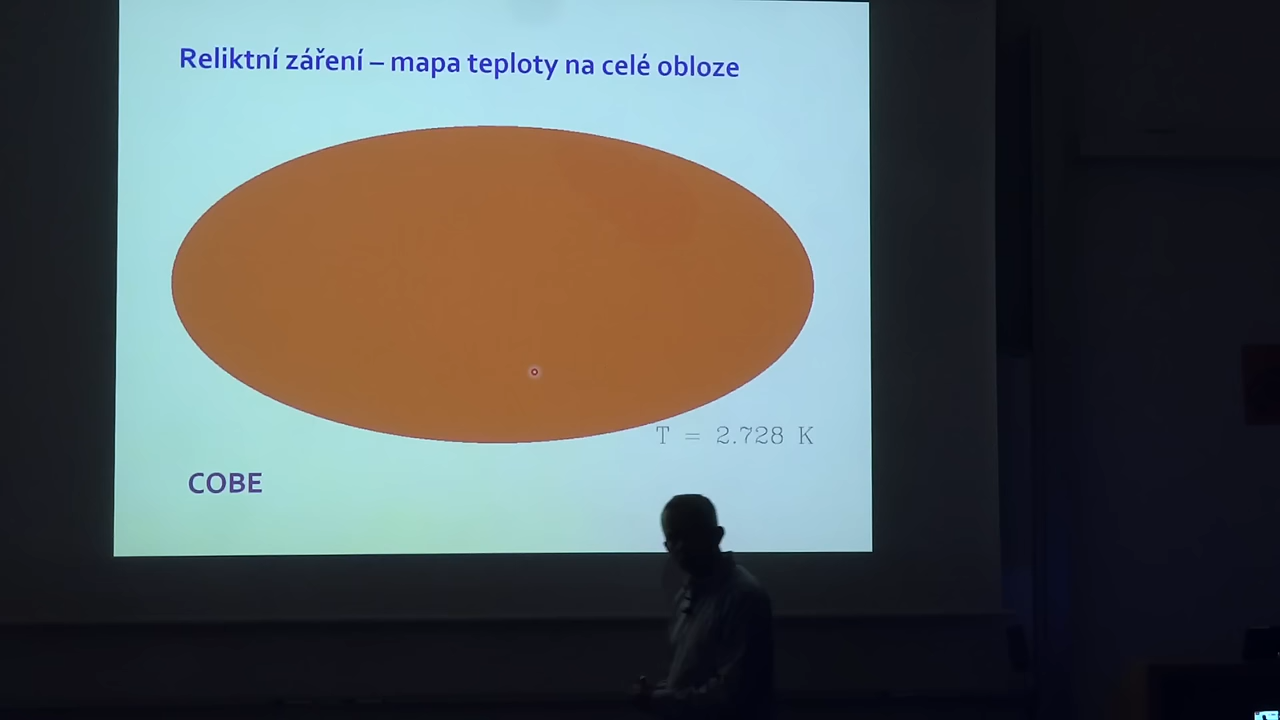 Reliktní záření – mapa teploty na celé obloze
T = 2.728 K
COBE